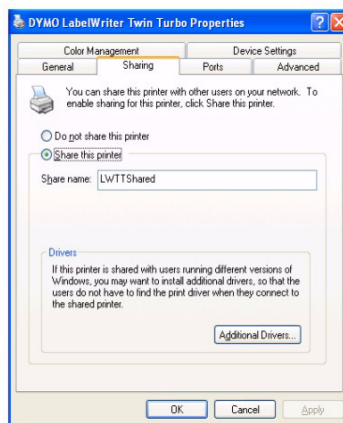 DYMO LabelWriter Twin Turbo Properties
Color Management
Device Settings
General
Sharing
Ports
Advanced
You can share this printer with other users on your network. To
enable sharing for this printer, click Share this printer.
Do not share this printer
Share this printer
Share name: LWTTShared
Drivers
If this printer is shared with users running different versions of
Windows, you may want to install additional drivers, so that the
users do not have to find the print driver when they connect to
the shared printer.
Additional Drivers...
OK
Cancel
Apply